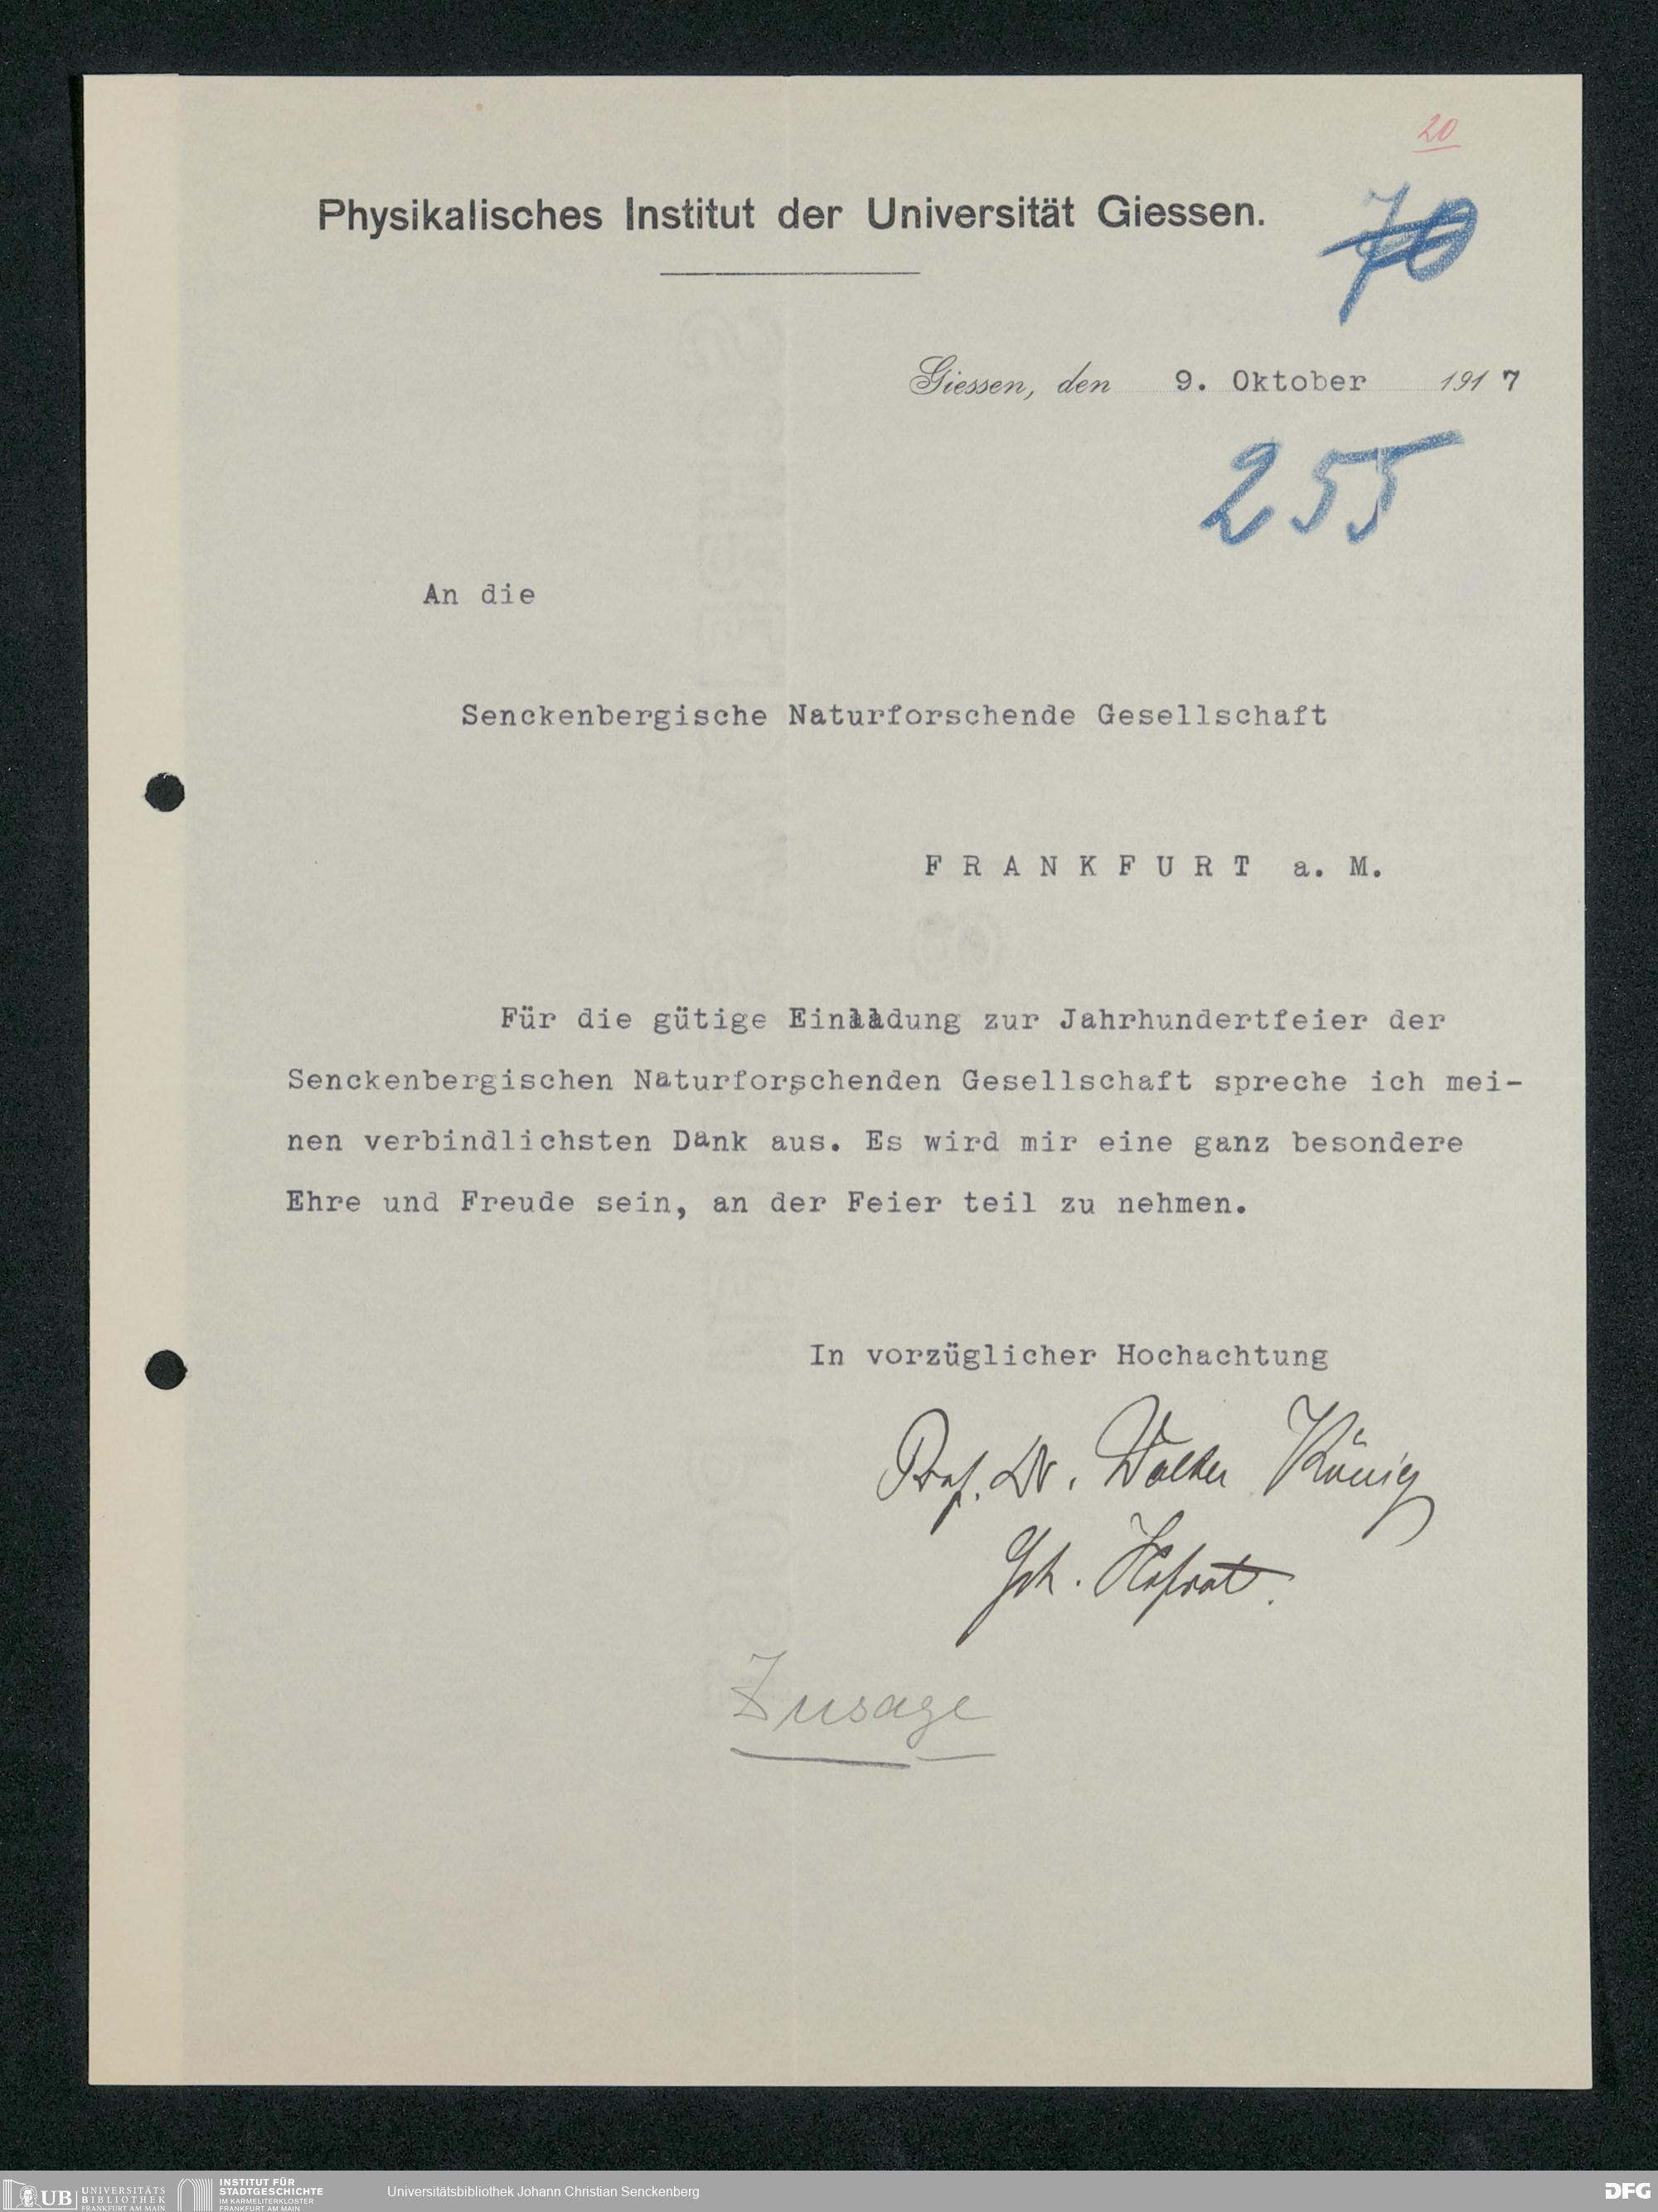 20
Physikalisches Institut der Universität Giessen.
70
Giessen, den 9. Oktober 1917
255
An die
Senckenbergische Naturforschende Gesellschaft
FRANKFURT a. M.
Für die gütige Einladung zur Jahrhundertfeier der
Senckenbergischen Naturforschenden Gesellschaft spreche ich mei-
nen verbindlichsten Dank aus. Es wird mir eine ganz besondere
Ehre und Freude sein, an der Feier teil zu nehmen.
In vorzüglicher Hochachtung
Prof. Dr. Walter König
Geh. Hofrat.
Zusage
UB UNIVERSITÄTS BIBLIOTHEK FRANKFURT AM MAIN
INSTITUT FÜR STADTGESCHICHTE IM KARMELITERKLOSTER FRANKFURT AM MAIN
Universitätsbibliothek Johann Christian Senckenberg
DFG